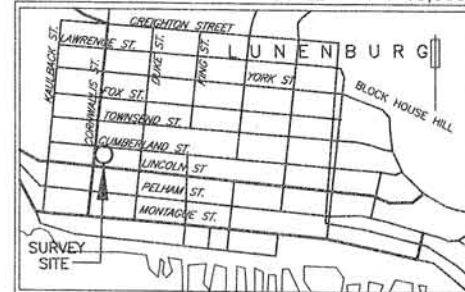 CREIGHTON STREET
LAWRENCE ST.
LUNENBURG
KAULBACK ST.
CORNWALLIS ST.
DUKE ST.
KING ST.
YORK ST
BLOCK HOUSE HILL
FOX ST.
TOWNSEND ST.
CUMBERLAND ST.
LINCOLN ST
PELHAM ST.
MONTAGUE ST.
SURVEY
SITE